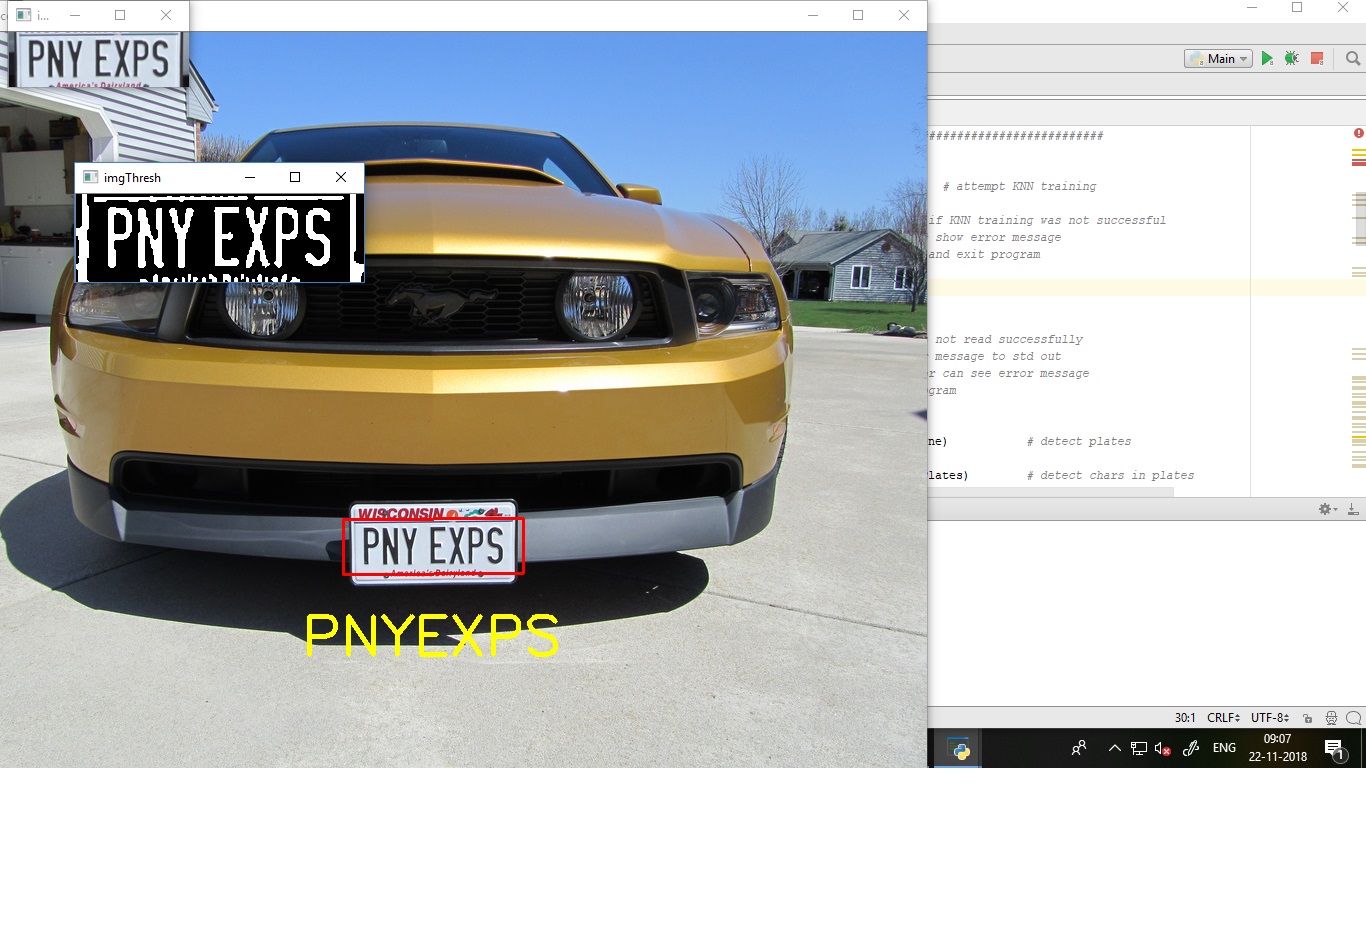 i...
PNY EXPS
America's Dairyland
imgThresh
PNY EXPS
WISCONSIN
PNY EXPS
America's Dairyland
PNYEXPS
Main
#########################
# attempt KNN training
if KNN training was not successful
show error message
and exit program
not read successfully
message to std out
r can see error message
gram
ne) # detect plates
lates) # detect chars in plates
30:1 CRLF UTF-8
ENG
09:07
22-11-2018
1